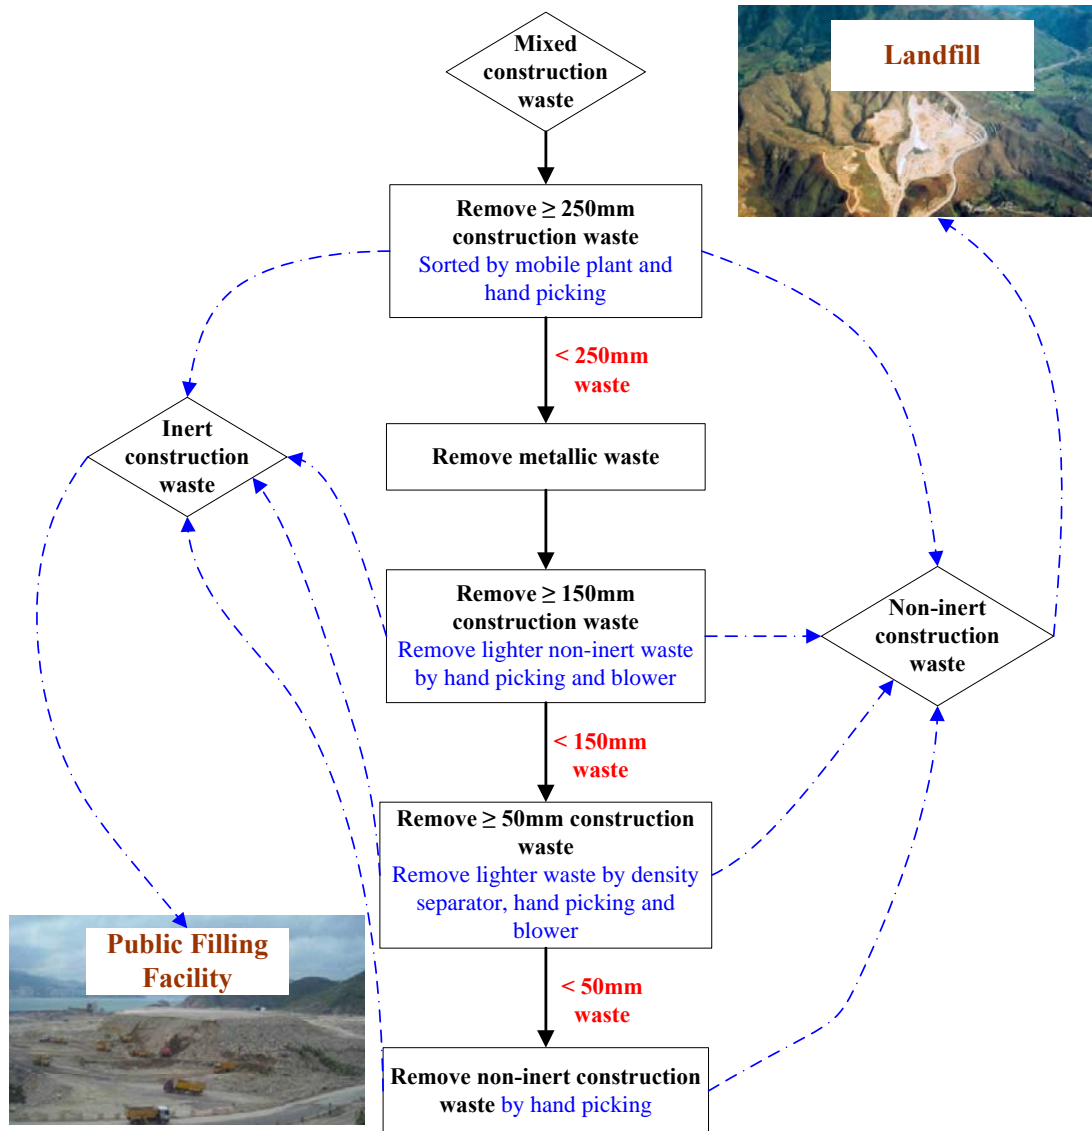 Mixed
construction
waste
Landfill
Remove ≥ 250mm
construction waste
Sorted by mobile plant and
hand picking
< 250mm
waste
Inert
construction
waste
Remove metallic waste
Remove ≥ 150mm
construction waste
Remove lighter non-inert waste
by hand picking and blower
Non-inert
construction
waste
< 150mm
waste
Remove ≥ 50mm construction
waste
Remove lighter waste by density
separator, hand picking and
blower
Public Filling
Facility
< 50mm
waste
Remove non-inert construction
waste by hand picking